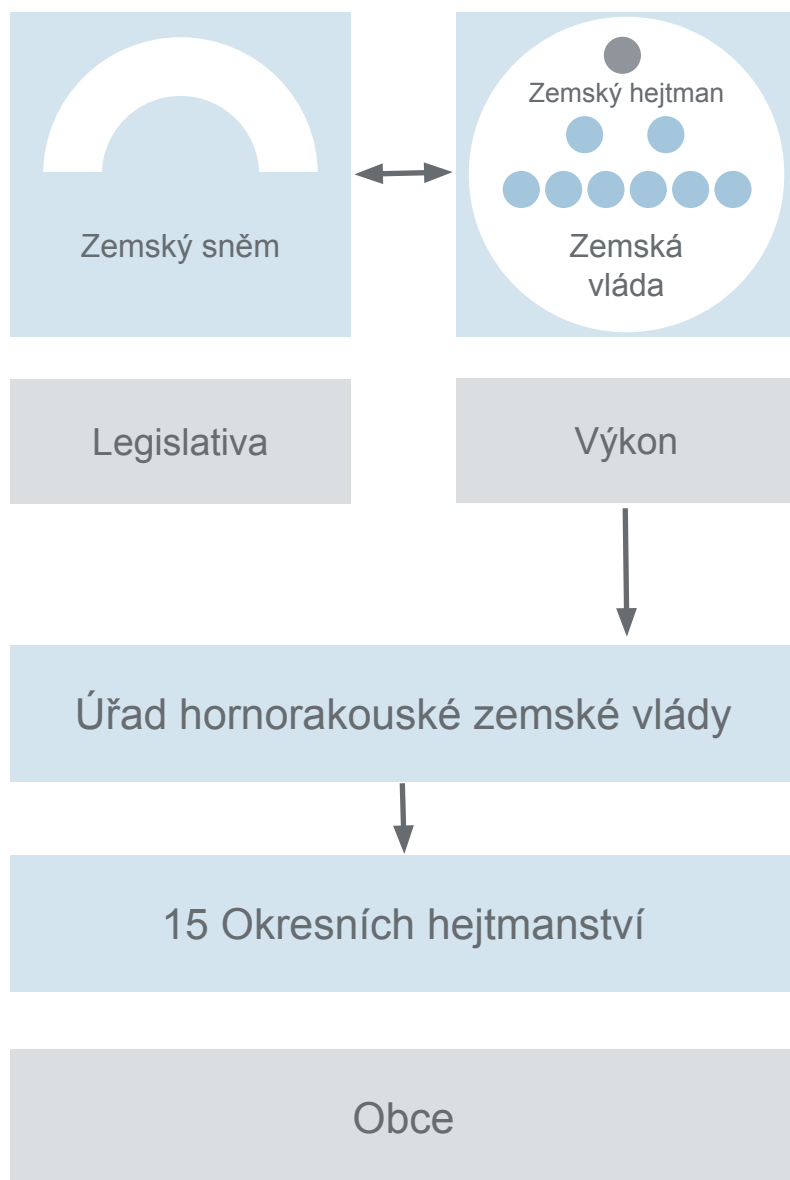 Zemský hejtman
Zemský sněm
Zemská
vláda
Legislativa
Výkon
Úřad hornorakouské zemské vlády
15 Okresních hejtmanství
Obce